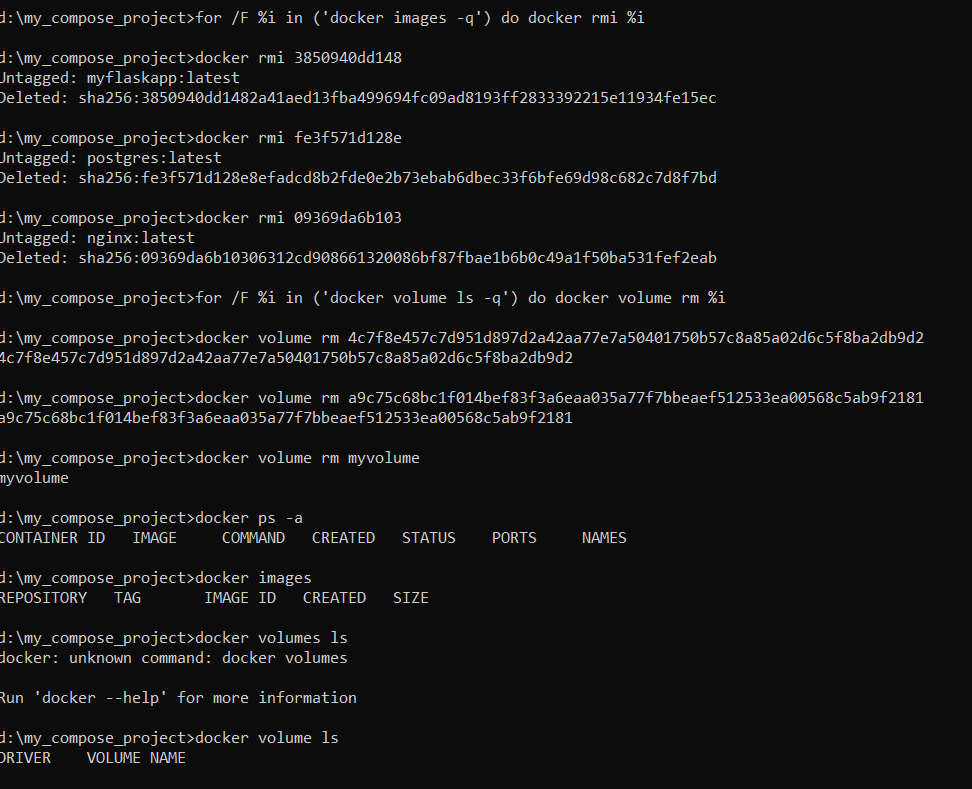 d:\my_compose_project>for /F %i in ('docker images -q') do docker rmi %i
d:\my_compose_project>docker rmi 3850940dd148
Untagged: myflaskapp:latest
Deleted: sha256:3850940dd1482a41aed13fba499694fc09ad8193ff2833392215e11934fe15ec
d:\my_compose_project>docker rmi fe3f571d128e
Untagged: postgres:latest
Deleted: sha256:fe3f571d128e8efadcd8b2fde0e2b73ebab6dbec33f6bfe69d98c682c7d8f7bd
d:\my_compose_project>docker rmi 09369da6b103
Untagged: nginx:latest
Deleted: sha256:09369da6b10306312cd908661320086bf87fbae1b6b0c49a1f50ba531fef2eab
d:\my_compose_project>for /F %i in ('docker volume ls -q') do docker volume rm %i
d:\my_compose_project>docker volume rm 4c7f8e457c7d951d897d2a42aa77e7a50401750b57c8a85a02d6c5f8ba2db9d2
4c7f8e457c7d951d897d2a42aa77e7a50401750b57c8a85a02d6c5f8ba2db9d2
d:\my_compose_project>docker volume rm a9c75c68bc1f014bef83f3a6eaa035a77f7bbeaef512533ea00568c5ab9f2181
a9c75c68bc1f014bef83f3a6eaa035a77f7bbeaef512533ea00568c5ab9f2181
d:\my_compose_project>docker volume rm myvolume
myvolume
d:\my_compose_project>docker ps -a
CONTAINER ID   IMAGE     COMMAND   CREATED   STATUS    PORTS     NAMES
d:\my_compose_project>docker images
REPOSITORY   TAG       IMAGE ID   CREATED   SIZE
d:\my_compose_project>docker volumes ls
docker: unknown command: docker volumes
Run 'docker --help' for more information
d:\my_compose_project>docker volume ls
DRIVER    VOLUME NAME